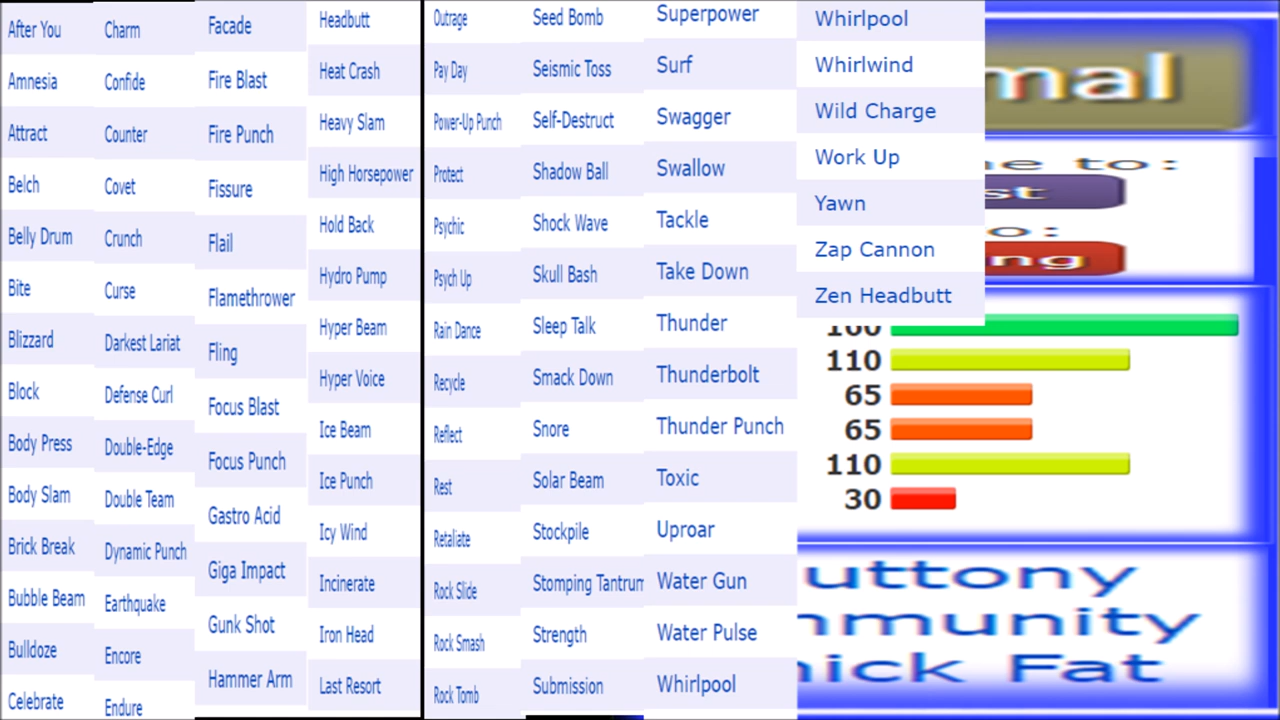 After You
Amnesia
Attract
Belch
Belly Drum
Bite
Blizzard
Block
Body Press
Body Slam
Brick Break
Bubble Beam
Bulldoze
Celebrate
Charm
Confide
Counter
Covet
Crunch
Curse
Darkest Lariat
Defense Curl
Double-Edge
Double Team
Dynamic Punch
Earthquake
Encore
Endure
Facade
Fire Blast
Fire Punch
Fissure
Flail
Flamethrower
Fling
Focus Blast
Focus Punch
Gastro Acid
Giga Impact
Gunk Shot
Hammer Arm
Headbutt
Heat Crash
Heavy Slam
High Horsepower
Hold Back
Hydro Pump
Hyper Beam
Hyper Voice
Ice Beam
Ice Punch
Icy Wind
Incinerate
Iron Head
Last Resort
Outrage
Pay Day
Power-Up Punch
Protect
Psychic
Psych Up
Rain Dance
Recycle
Reflect
Rest
Retaliate
Rock Slide
Rock Smash
Rock Tomb
Seed Bomb
Seismic Toss
Self-Destruct
Shadow Ball
Shock Wave
Skull Bash
Sleep Talk
Smack Down
Snore
Solar Beam
Stockpile
Stomping Tantrum
Strength
Submission
Superpower
Surf
Swagger
Swallow
Tackle
Take Down
Thunder
Thunderbolt
Thunder Punch
Toxic
Uproar
Water Gun
Water Pulse
Whirlpool
Whirlpool
Whirlwind
Wild Charge
Work Up
Yawn
Zap Cannon
Zen Headbutt
mal
e to:
st
o:
ng
160
110
65
65
110
30
uttony
mmunity
hick Fat